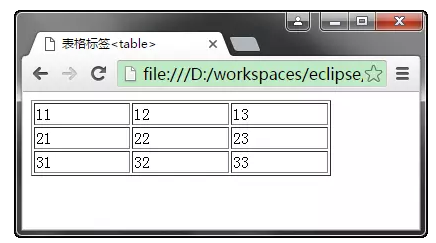 表格标签<table>
file:///D:/workspaces/eclipse,
11 12 13
21 22 23
31 32 33